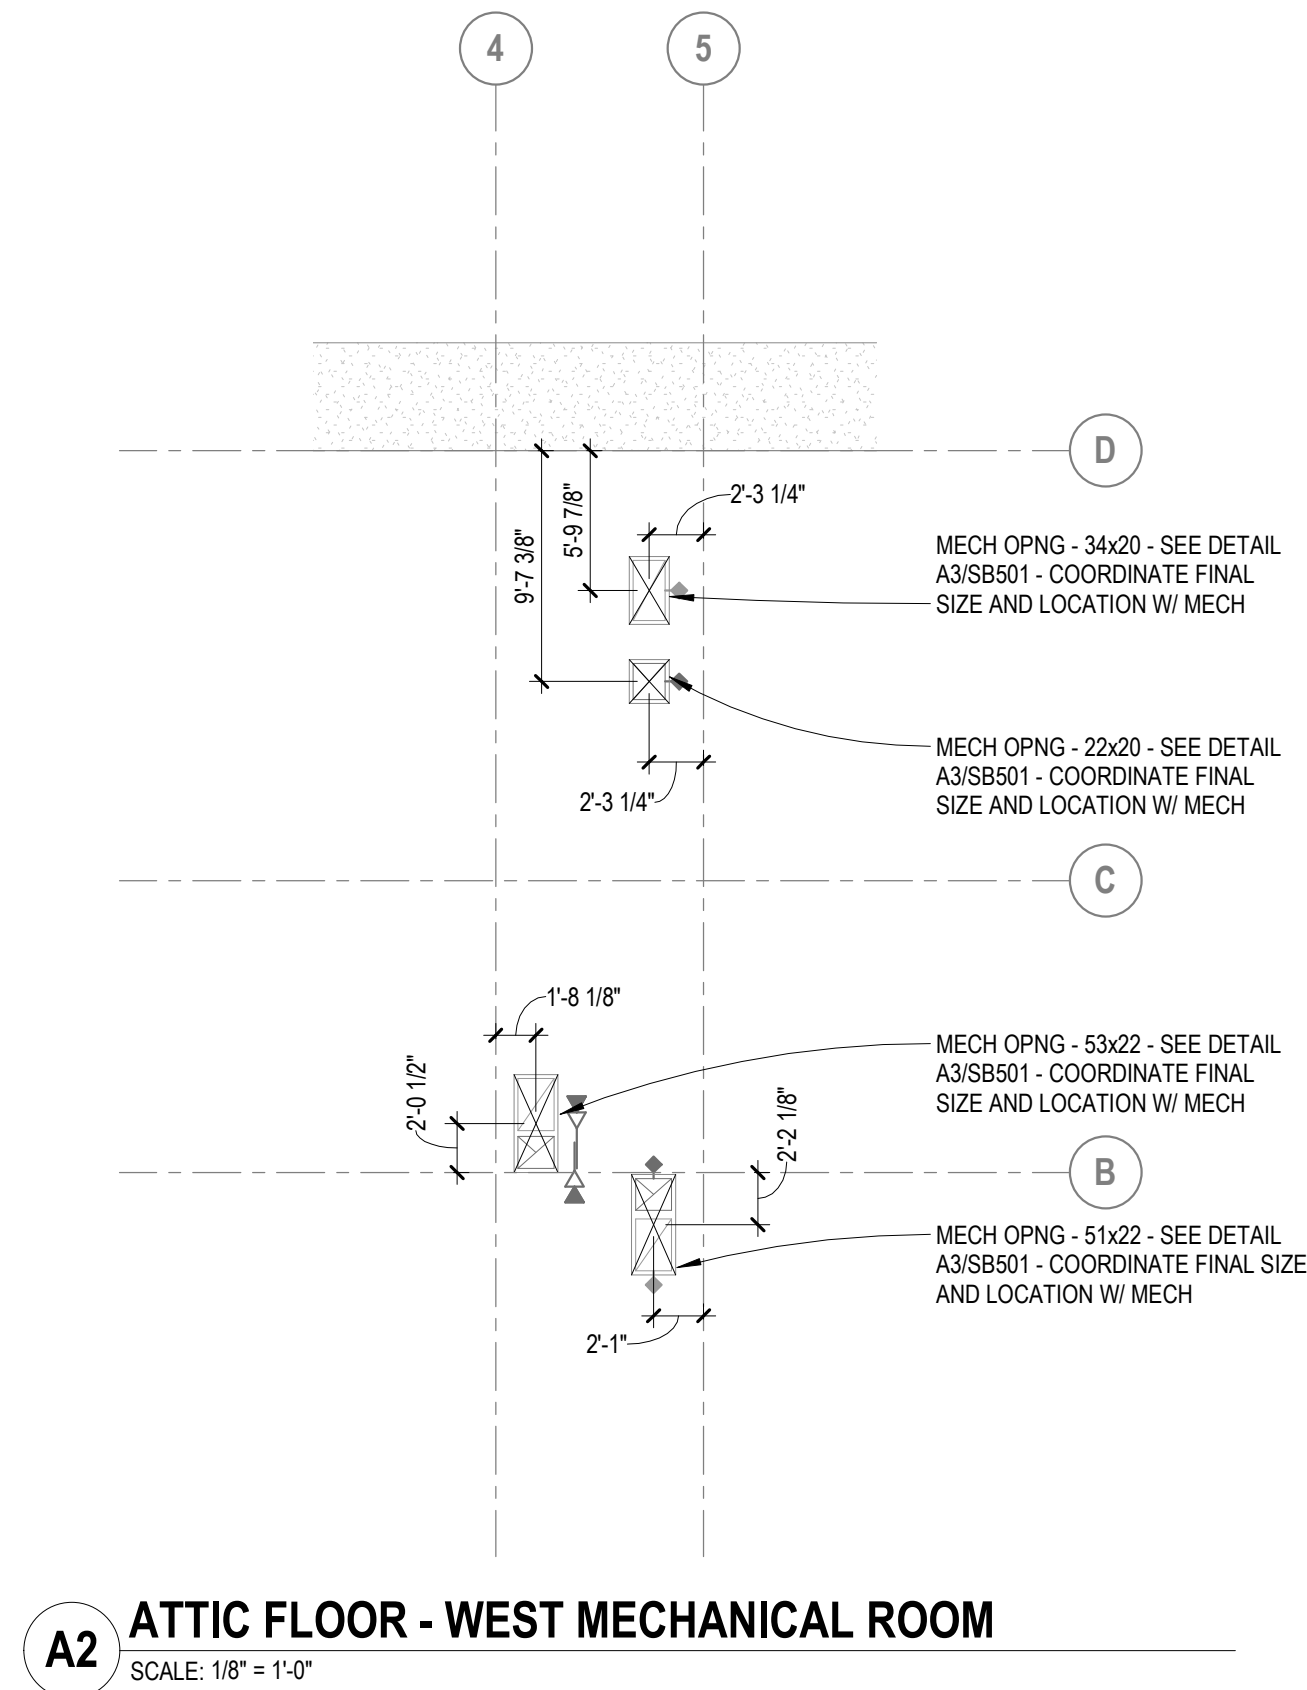 4
5
D
2'-3 1/4"
5'-9 7/8"
9'-7 3/8"
MECH OPNG - 34x20 - SEE DETAIL
A3/SB501 - COORDINATE FINAL
SIZE AND LOCATION W/ MECH
MECH OPNG - 22x20 - SEE DETAIL
A3/SB501 - COORDINATE FINAL
SIZE AND LOCATION W/ MECH
2'-3 1/4"
C
1'-8 1/8"
MECH OPNG - 53x22 - SEE DETAIL
A3/SB501 - COORDINATE FINAL
SIZE AND LOCATION W/ MECH
2'-0 1/2"
2'-2 1/8"
B
MECH OPNG - 51x22 - SEE DETAIL
A3/SB501 - COORDINATE FINAL SIZE
AND LOCATION W/ MECH
2'-1"
A2
ATTIC FLOOR - WEST MECHANICAL ROOM
SCALE: 1/8" = 1'-0"